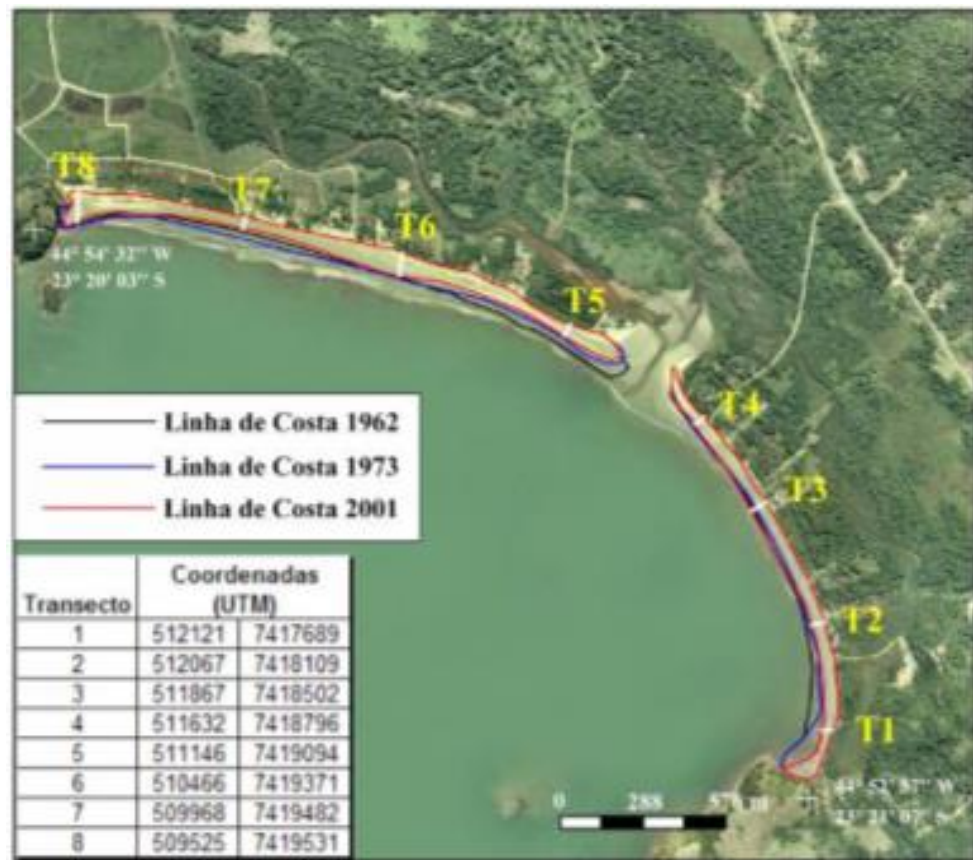 T8
T7
T6
44° 54' 32" W
23° 20' 03" S
T5
T4
Linha de Costa 1962
Linha de Costa 1973
Linha de Costa 2001
T3
Transecto Coordenadas (UTM)
1 512121 7417689
2 512067 7418109
3 511867 7418502
4 511632 7418796
5 511146 7419094
6 510466 7419371
7 509968 7419482
8 509525 7419531
T2
T1
0 288
W
S